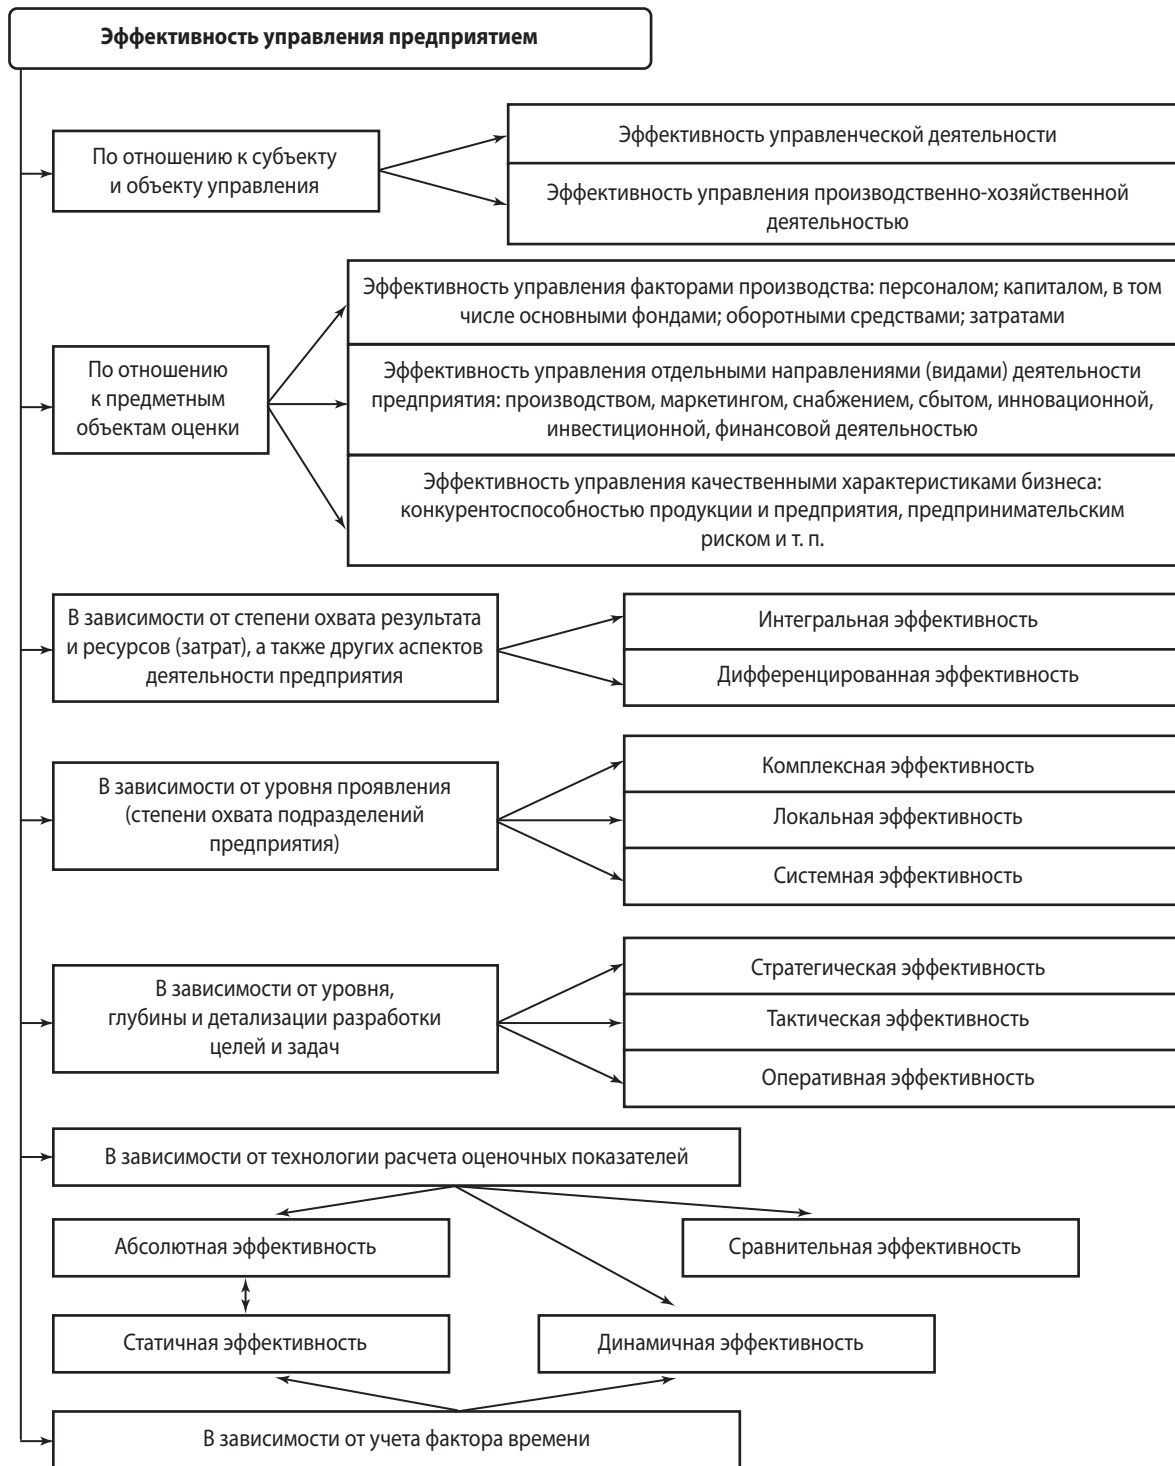 Эффективность управления предприятием
По отношению к субъекту
и объекту управления
Эффективность управленческой деятельности
Эффективность управления производственно-хозяйственной
деятельностью
По отношению
к предметным
объектам оценки
Эффективность управления факторами производства: персоналом; капиталом, в том
числе основными фондами; оборотными средствами; затратами
Эффективность управления отдельными направлениями (видами) деятельности
предприятия: производством, маркетингом, снабжением, сбытом, инновационной,
инвестиционной, финансовой деятельностью
Эффективность управления качественными характеристиками бизнеса:
конкурентоспособностью продукции и предприятия, предпринимательским
риском и т. п.
В зависимости от степени охвата результата
и ресурсов (затрат), а также других аспектов
деятельности предприятия
Интегральная эффективность
Дифференцированная эффективность
В зависимости от уровня проявления
(степени охвата подразделений
предприятия)
Комплексная эффективность
Локальная эффективность
Системная эффективность
В зависимости от уровня,
глубины и детализации разработки
целей и задач
Стратегическая эффективность
Тактическая эффективность
Оперативная эффективность
В зависимости от технологии расчета оценочных показателей
Абсолютная эффективность
Сравнительная эффективность
Статичная эффективность
Динамичная эффективность
В зависимости от учета фактора времени